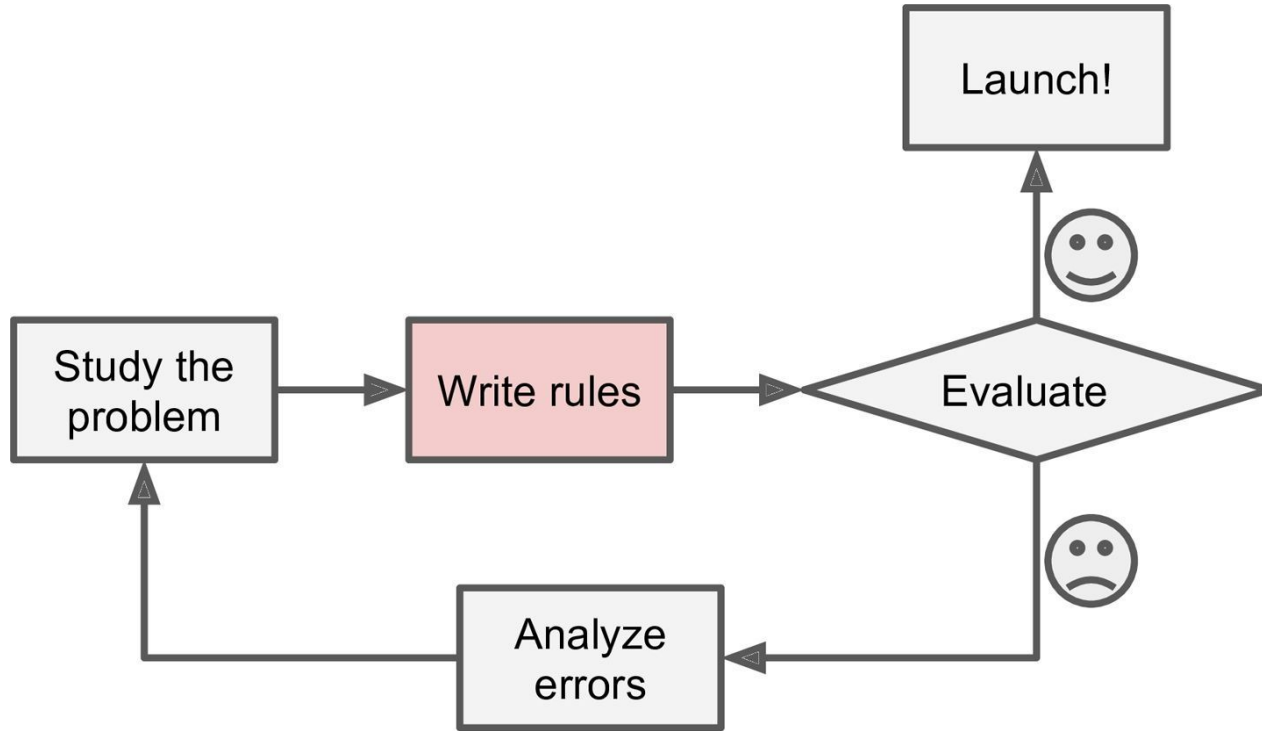 Launch!
Study the
problem
Write rules
Evaluate
Analyze
errors